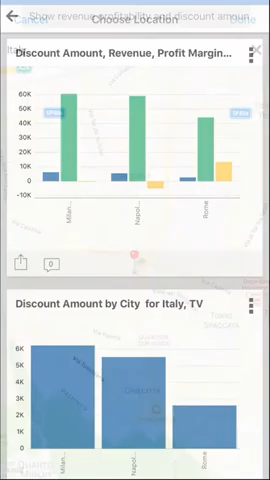 Show revenue profitability and discount amoun
Cancel
Choose Location
Done
Italy
Discount Amount, Revenue, Profit Margin...
60K
50K
40K
30K
20K
10K
0
-10K
Milan...
Napol...
Rome
0
Discount Amount by City for Italy, TV
6K
5K
4K
3K
2K
1K
0
Milan...
Napol...
Rome